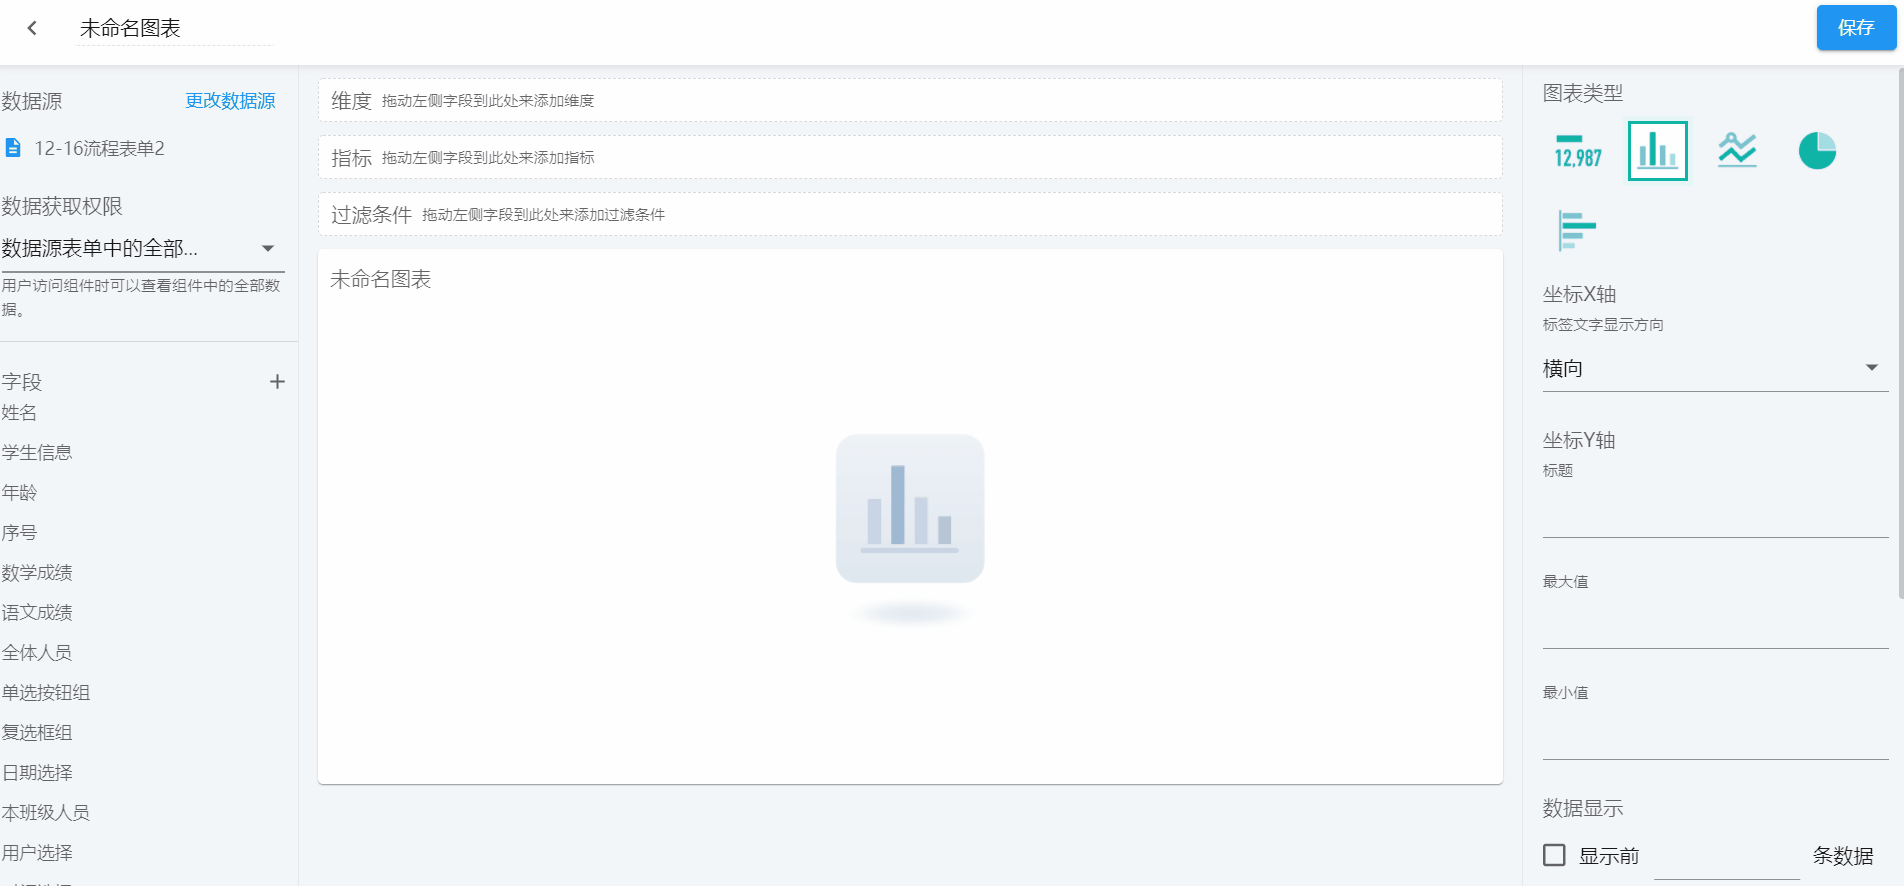 未命名图表
保存
数据源
更改数据源
12-16流程表单2
数据获取权限
数据源表单中的全部...
用户访问组件时可以查看组件中的全部数
据。
字段
姓名
学生信息
年龄
序号
数学成绩
语文成绩
全体人员
单选按钮组
复选框组
日期选择
本班级人员
用户选择
维度 拖动左侧字段到此处来添加维度
指标 拖动左侧字段到此处来添加指标
过滤条件 拖动左侧字段到此处来添加过滤条件
未命名图表
图表类型
12,987
坐标X轴
标签文字显示方向
横向
坐标Y轴
标题
最大值
最小值
数据显示
显示前 条数据